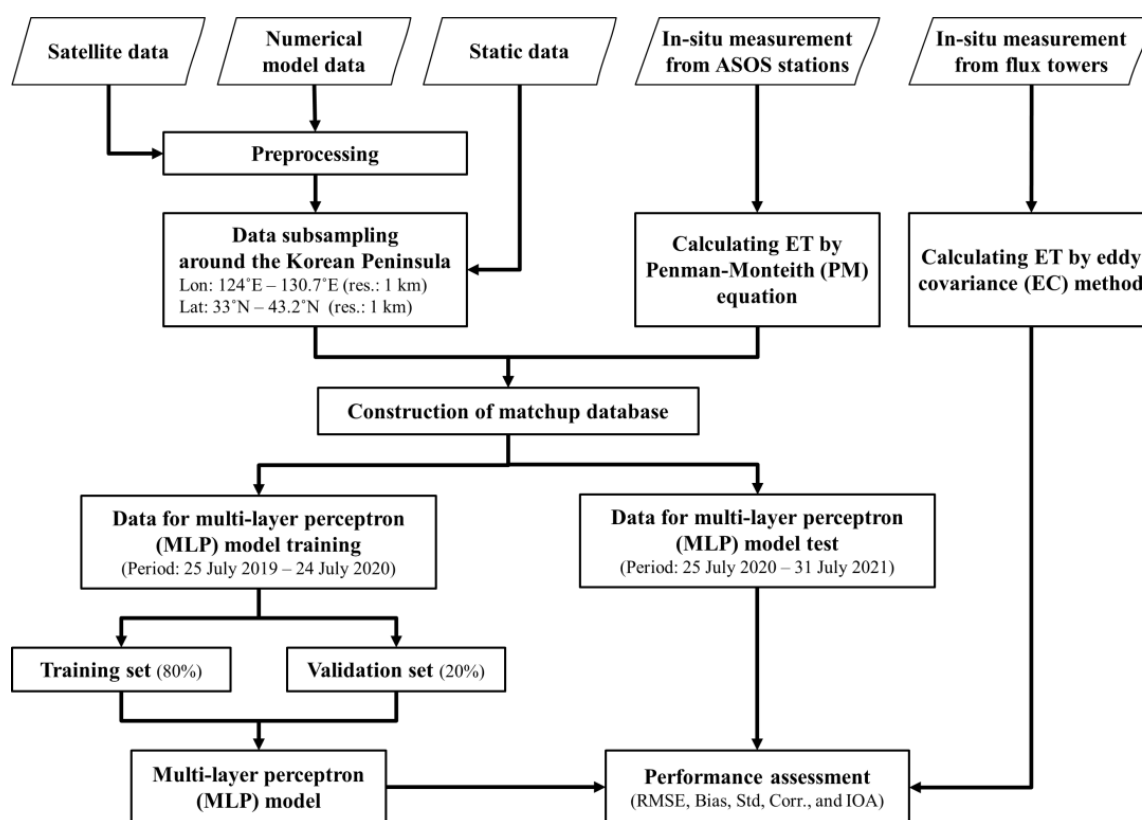 Satellite data
Numerical
model data
Static data
In-situ measurement
from ASOS stations
In-situ measurement
from flux towers
Preprocessing
Data subsampling
around the Korean Peninsula
Lon: 124˚E – 130.7˚E (res.: 1 km)
Lat: 33˚N – 43.2˚N (res.: 1 km)
Calculating ET by
Penman-Monteith (PM)
equation
Calculating ET by eddy
covariance (EC) method
Construction of matchup database
Data for multi-layer perceptron
(MLP) model training
(Period: 25 July 2019 – 24 July 2020)
Data for multi-layer perceptron
(MLP) model test
(Period: 25 July 2020 – 31 July 2021)
Training set (80%)
Validation set (20%)
Multi-layer perceptron
(MLP) model
Performance assessment
(RMSE, Bias, Std, Corr., and IOA)